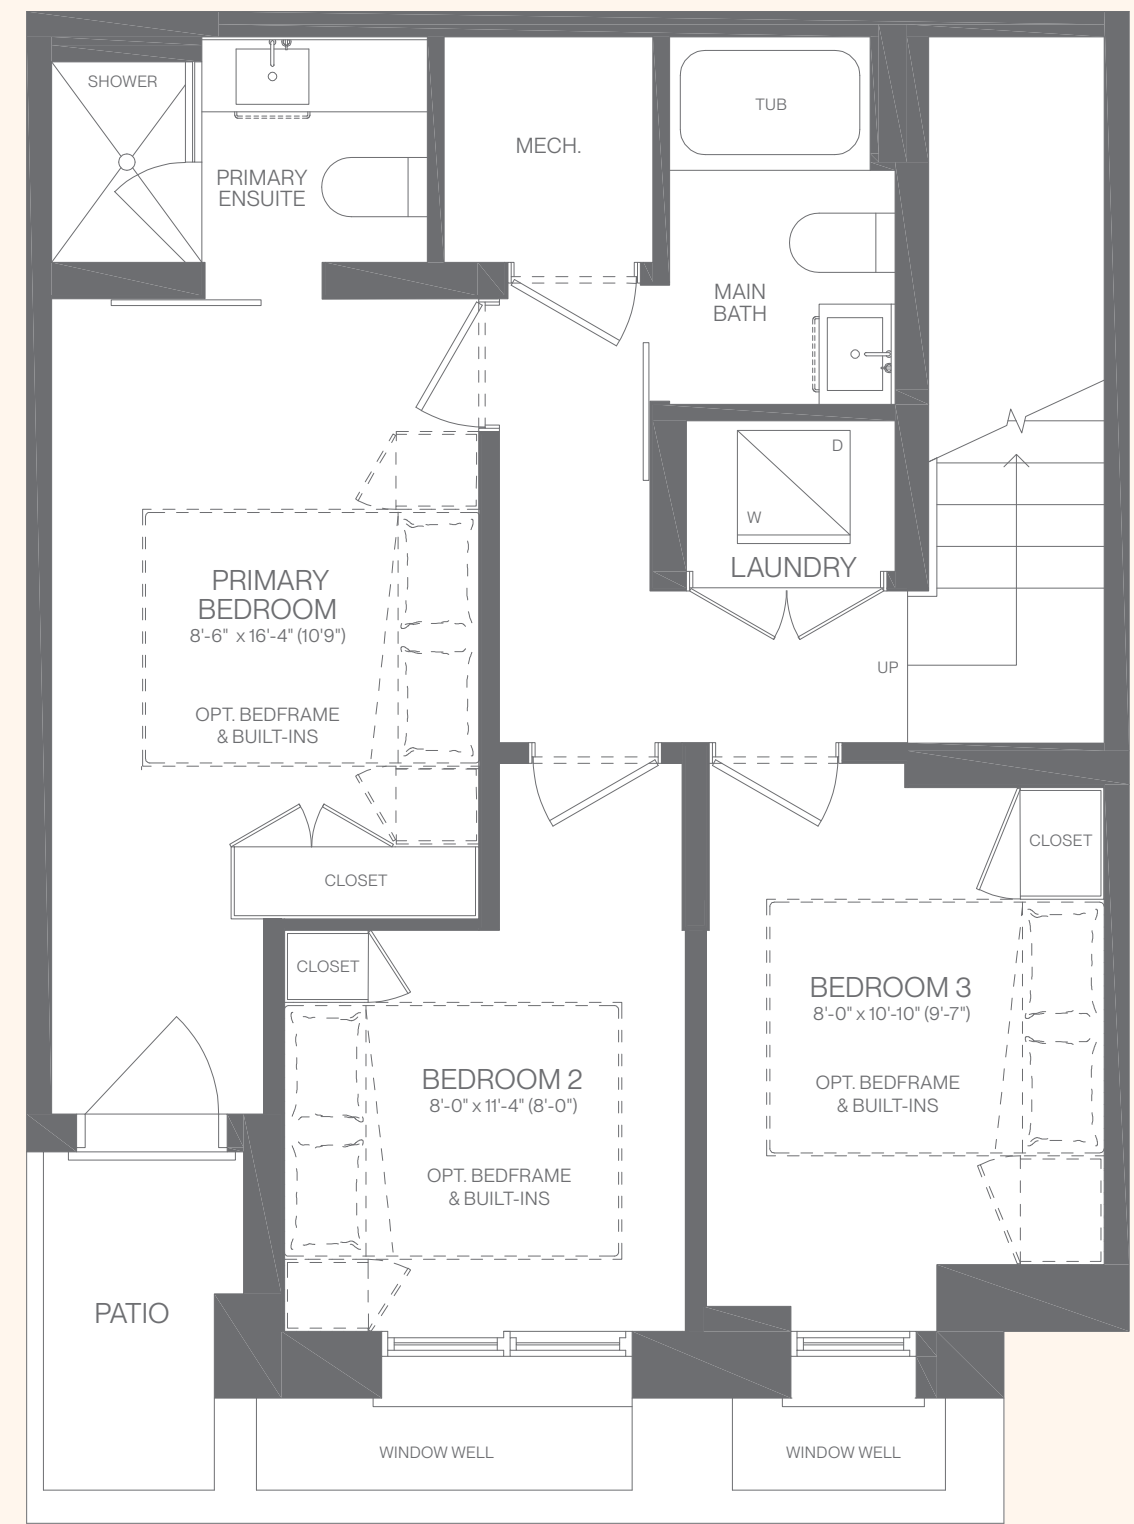 SHOWER
PRIMARY
ENSUITE
MECH.
TUB
MAIN
BATH
D
W
LAUNDRY
UP
PRIMARY
BEDROOM
8'-6" x 16'-4" (10'9")
OPT. BEDFRAME
& BUILT-INS
CLOSET
CLOSET
CLOSET
BEDROOM 2
8'-0" x 11'-4" (8'-0")
OPT. BEDFRAME
& BUILT-INS
BEDROOM 3
8'-0" x 10'-10" (9'-7")
OPT. BEDFRAME
& BUILT-INS
PATIO
WINDOW WELL
WINDOW WELL